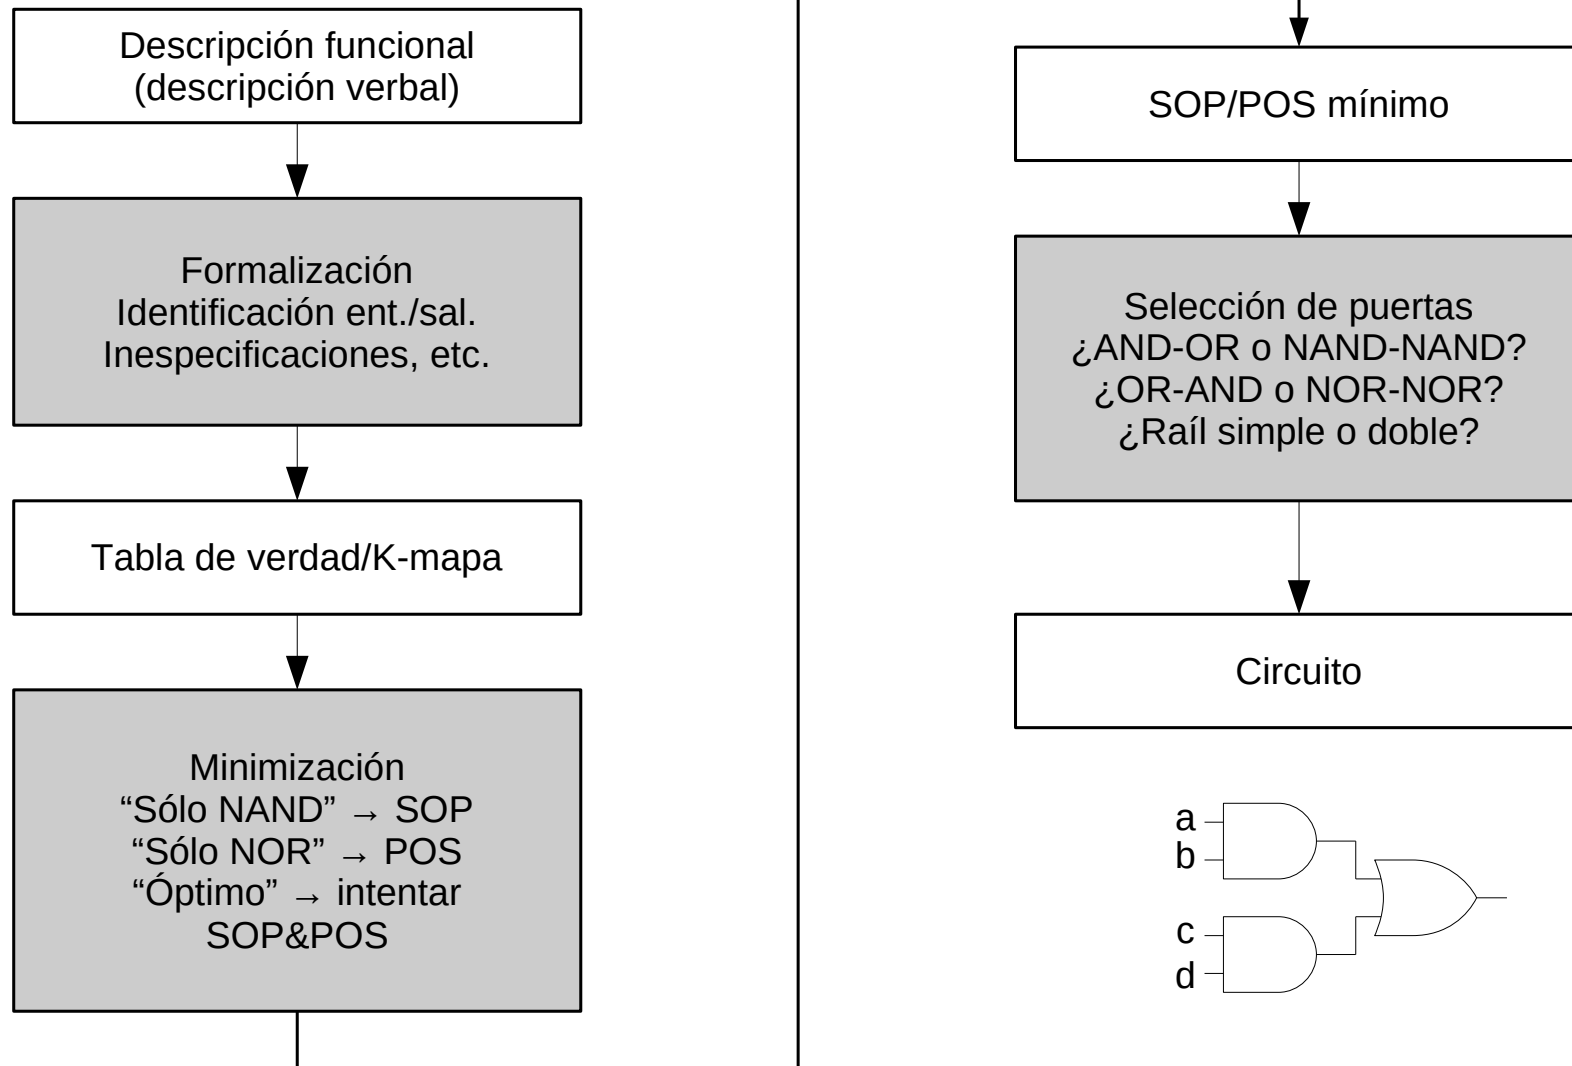 Descripción funcional
(descripción verbal)
Formalización
Identificación ent./sal.
Inespecificaciones, etc.
Tabla de verdad/K-mapa
Minimización
“Sólo NAND” → SOP
“Sólo NOR” → POS
“Óptimo” → intentar
SOP&POS
SOP/POS mínimo
Selección de puertas
¿AND-OR o NAND-NAND?
¿OR-AND o NOR-NOR?
¿Raíl simple o doble?
Circuito
a
b
c
d